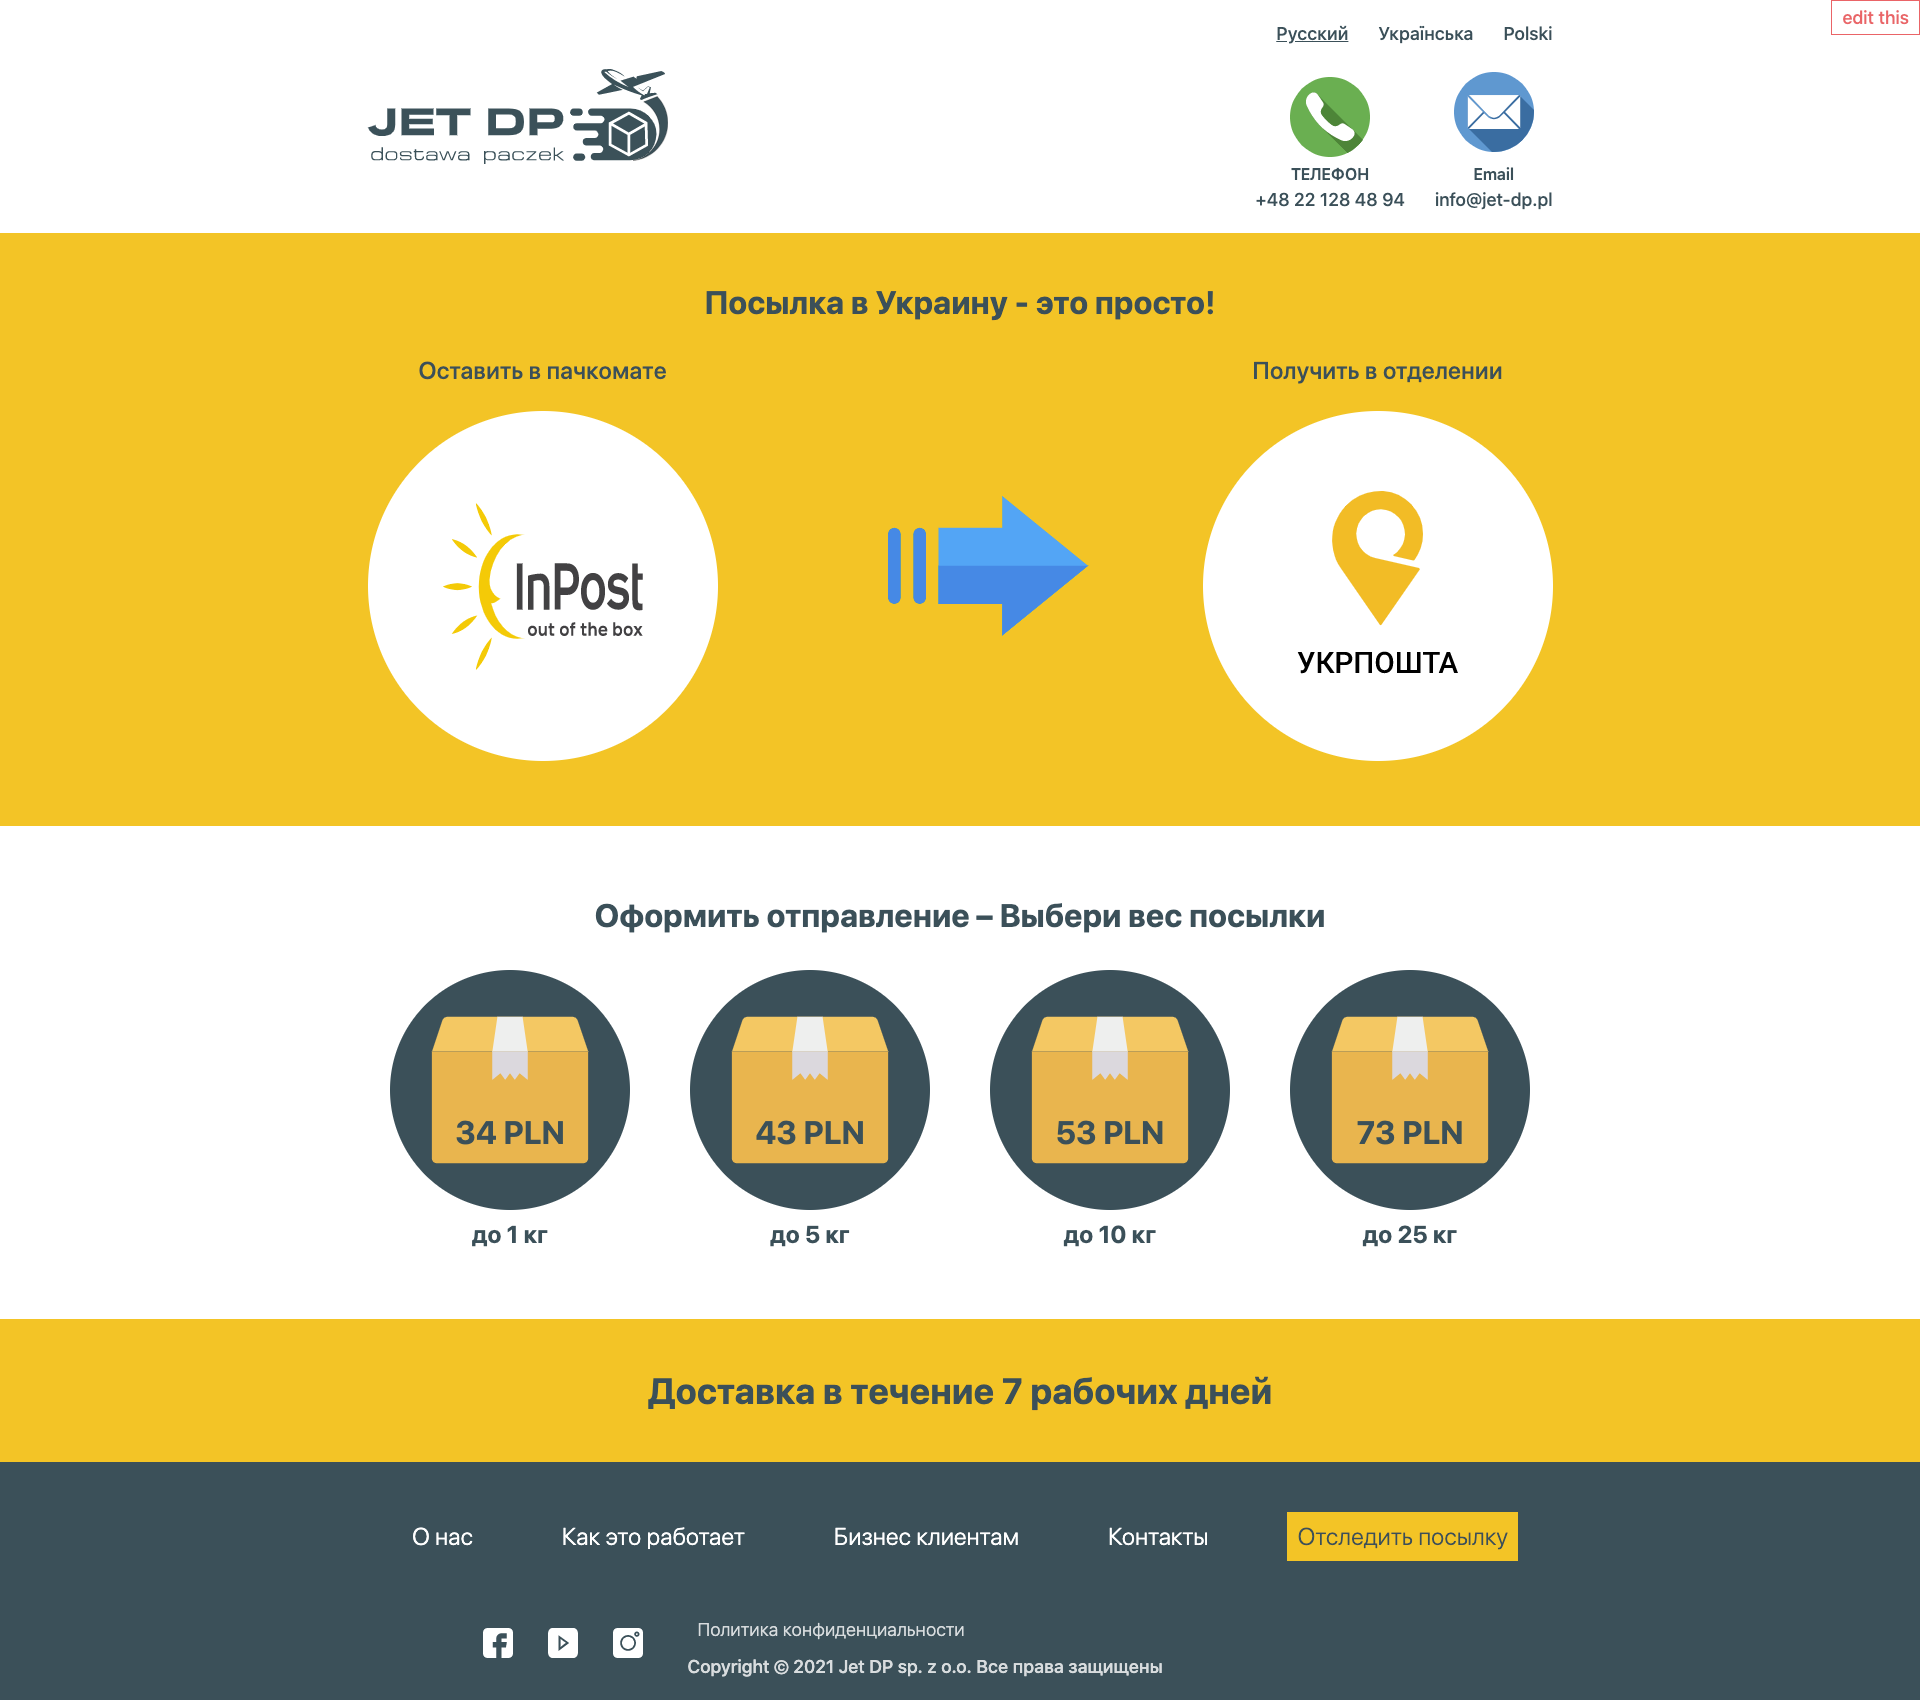 edit this
Русский Українська Polski
JET DP
dostawa paczek
ТЕЛЕФОН
+48 22 128 48 94
Email
info@jet-dp.pl
Посылка в Украину - это просто!
Оставить в пачкомате
Получить в отделении
InPost
out of the box
УКРПОШТА
Оформить отправление – Выбери вес посылки
34 PLN
43 PLN
53 PLN
73 PLN
до 1 кг
до 5 кг
до 10 кг
до 25 кг
Доставка в течение 7 рабочих дней
О нас
Как это работает
Бизнес клиентам
Контакты
Отследить посылку
Политика конфиденциальности
Copyright © 2021 Jet DP sp. z o.o. Все права защищены